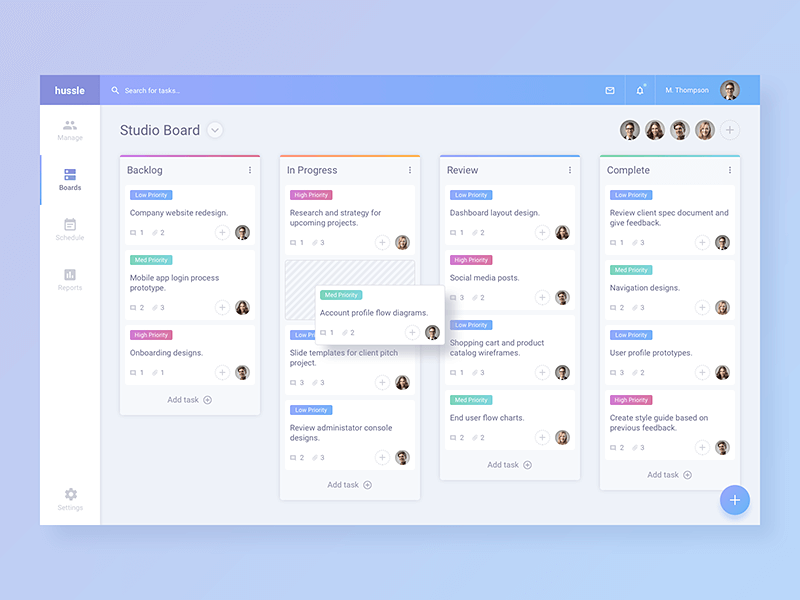 hussle
Search for tasks...
M. Thompson
Manage
Boards
Schedule
Reports
Settings
Studio Board
Backlog
Low Priority
Company website redesign.
1 2
Med Priority
Mobile app login process
prototype.
2 3
High Priority
Onboarding designs.
1 1
Add task
In Progress
High Priority
Research and strategy for
upcoming projects.
1 3
Med Priority
Account profile flow diagrams.
1 2
Slide templates for client pitch
project.
3 3
Low Priority
Review administator console
designs.
2 3
Add task
Review
Low Priority
Dashboard layout design.
1 2
High Priority
Social media posts.
3 2
Low Priority
Shopping cart and product
catalog wireframes.
1 3
Med Priority
End user flow charts.
2 2
Add task
Complete
Low Priority
Review client spec document and
give feedback.
1 3
Med Priority
Navigation designs.
2 3
Low Priority
User profile prototypes.
3 2
High Priority
Create style guide based on
previous feedback.
2 3
Add task